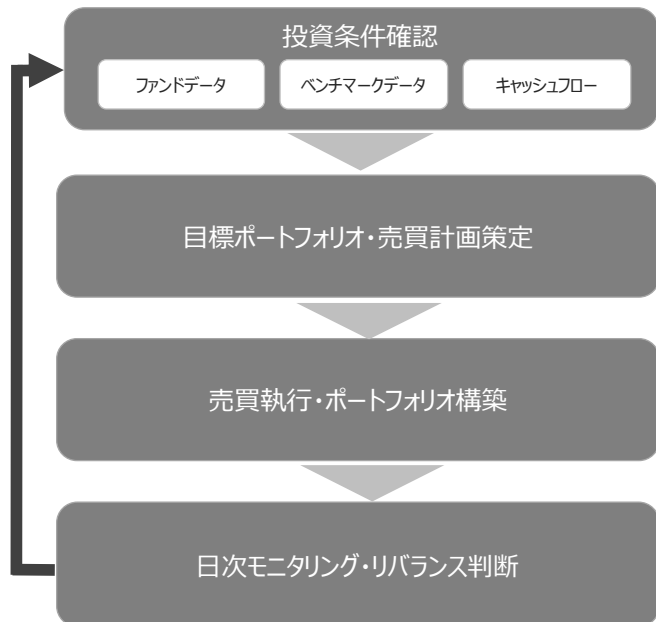 投資条件確認
ファンドデータ
ベンチマークデータ
キャッシュフロー
目標ポートフォリオ・売買計画策定
売買執行・ポートフォリオ構築
日次モニタリング・リバランス判断